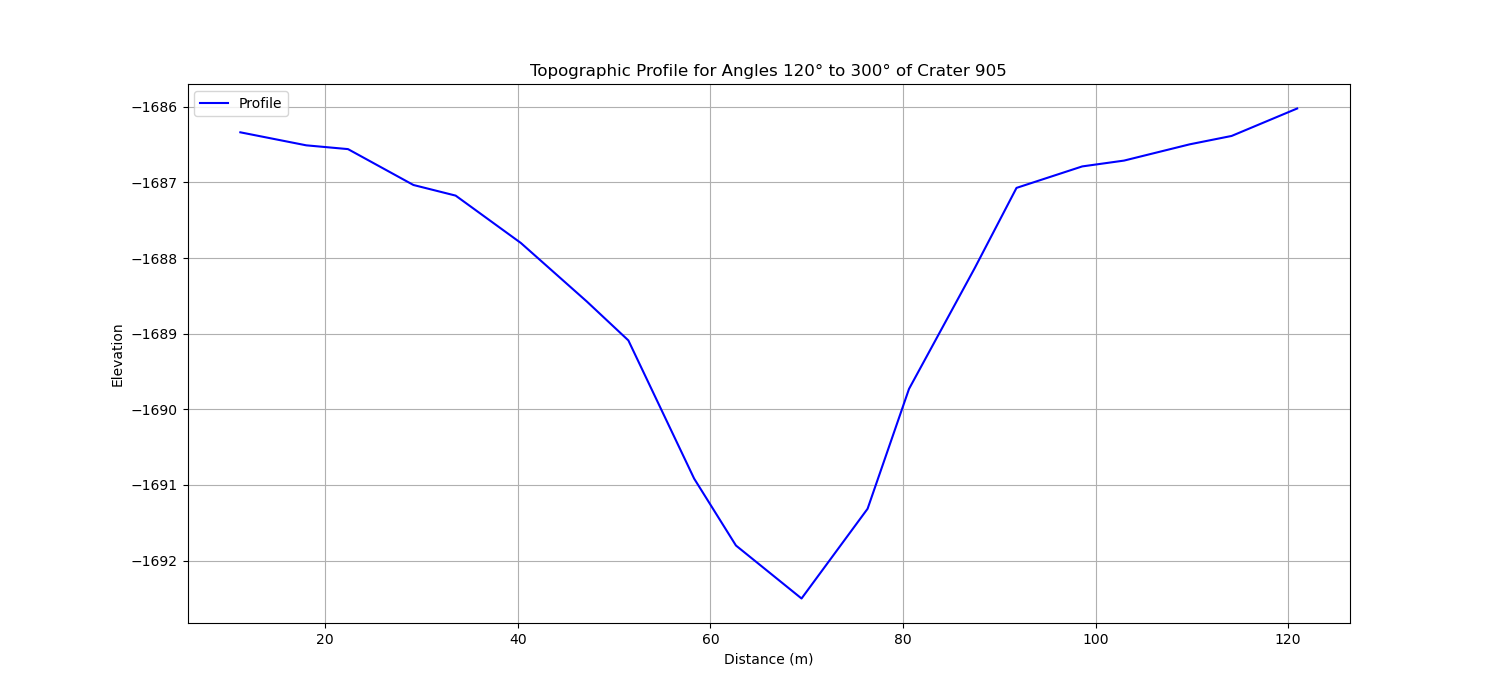 Topographic Profile for Angles 120° to 300° of Crater 905
Profile
−1686
−1687
−1688
−1689
−1690
−1691
−1692
Elevation
20 40 60 80 100 120
Distance (m)